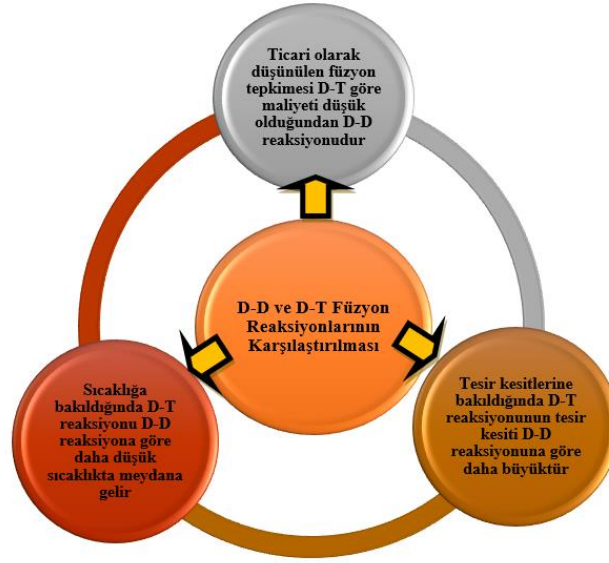 Ticari olarak
düşünülen füzyon
tepkimesi D-T göre
maliyeti düşük
olduğundan D-D
reaksiyonudur
D-D ve D-T Füzyon
Reaksiyonlarının
Karşılaştırılması
Sıcaklığa
bakıldığında D-T
reaksiyonu D-D
reaksiyona göre
daha düşük
sıcaklıkta meydana
gelir
Tesir kesitlerine
bakıldığında D-T
reaksiyonunun tesir
kesiti D-D
reaksiyonuna göre
daha büyüktür